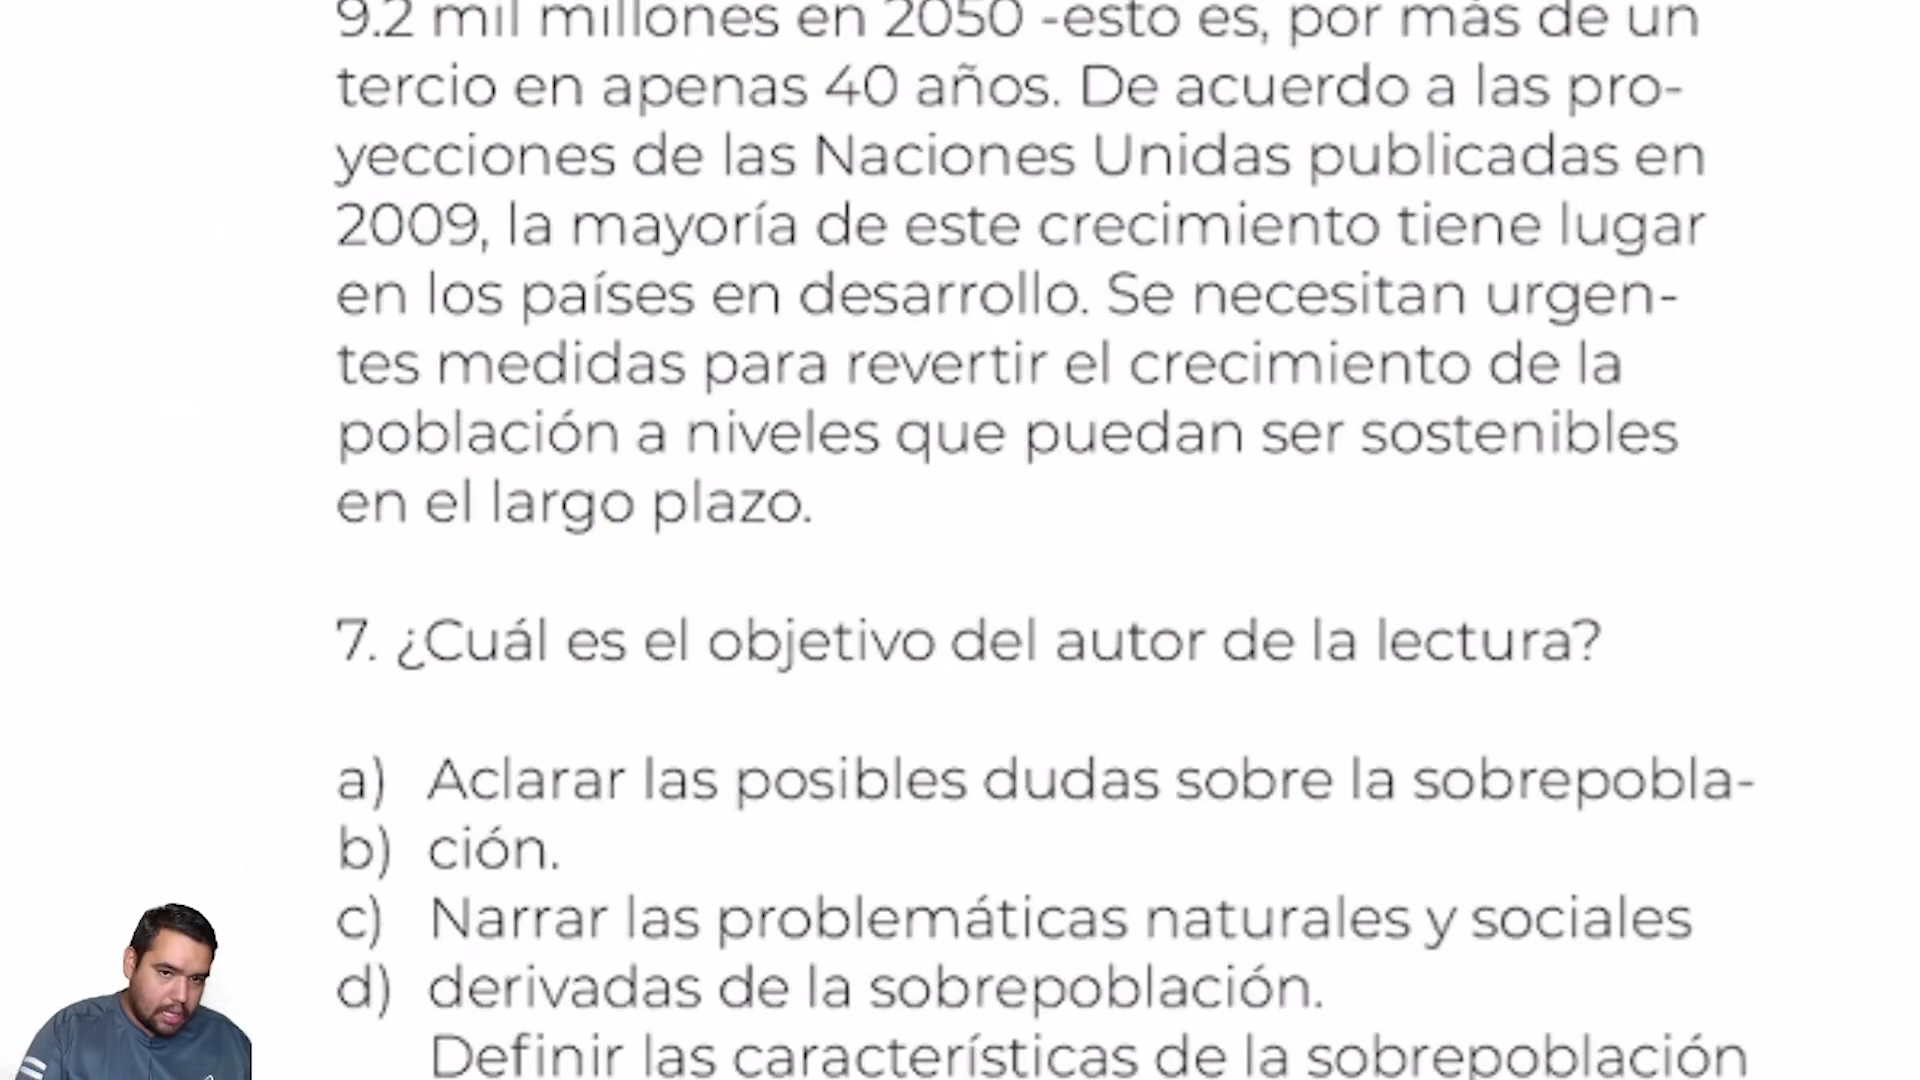 9.2 mil millones en 2050 -esto es, por más de un
tercio en apenas 40 años. De acuerdo a las pro-
yecciones de las Naciones Unidas publicadas en
2009, la mayoría de este crecimiento tiene lugar
en los países en desarrollo. Se necesitan urgen-
tes medidas para revertir el crecimiento de la
población a niveles que puedan ser sostenibles
en el largo plazo.
7. ¿Cuál es el objetivo del autor de la lectura?
a) Aclarar las posibles dudas sobre la sobrepobla-
b) ción.
c) Narrar las problemáticas naturales y sociales
d) derivadas de la sobrepoblación.
Definir las características de la sobrepoblación